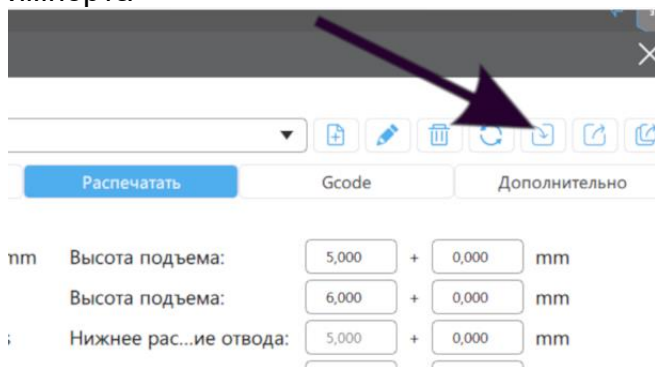 Распечатать Gcode Дополнительно
mm Высота подъема: 5,000 + 0,000 mm
Высота подъема: 6,000 + 0,000 mm
Нижнее рас...ие отвода: 5,000 + 0,000 mm